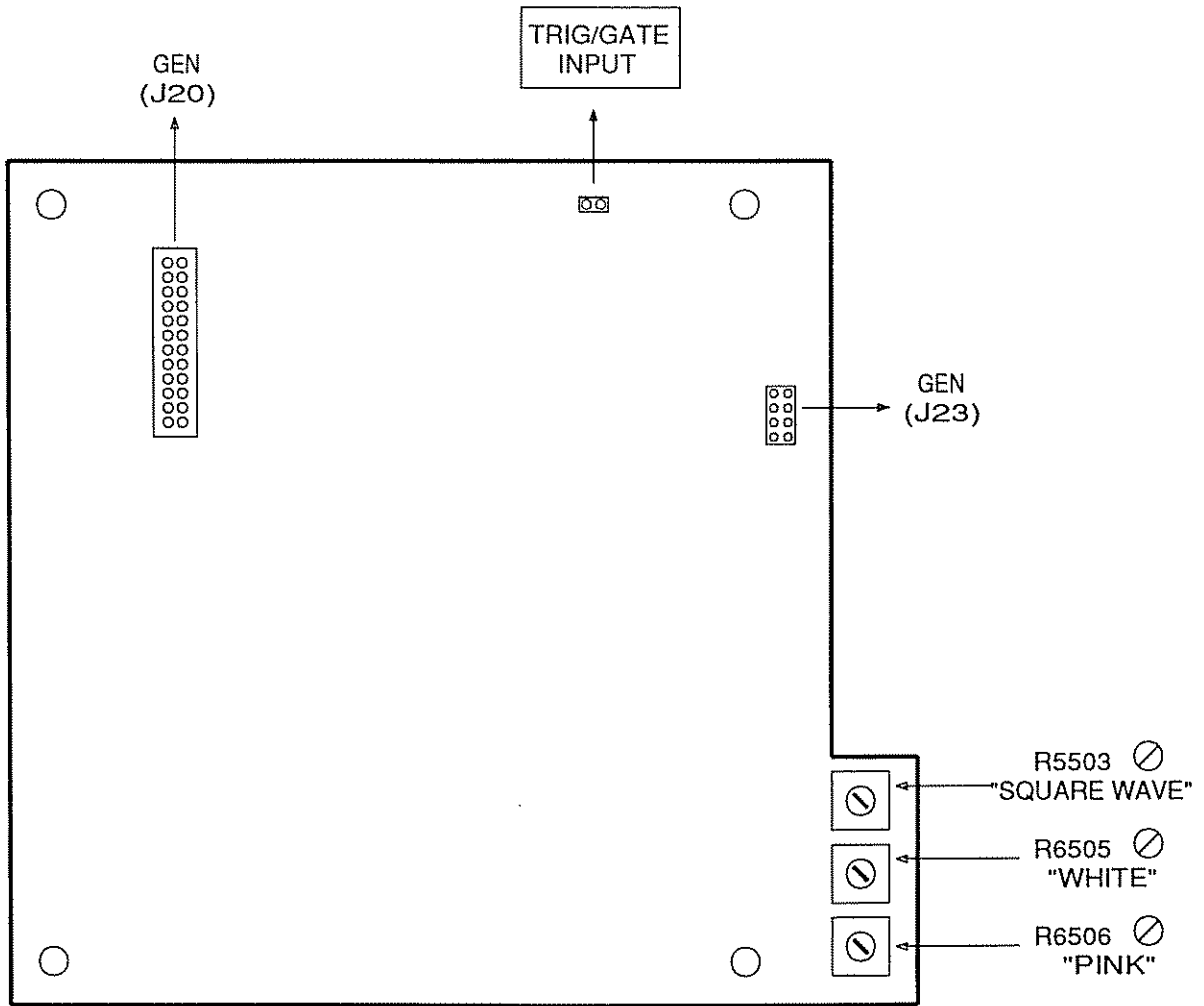 TRIG/GATE
INPUT
GEN
(J20)
GEN
(J23)
R5503
"SQUARE WAVE"
R6505
"WHITE"
R6506
"PINK"